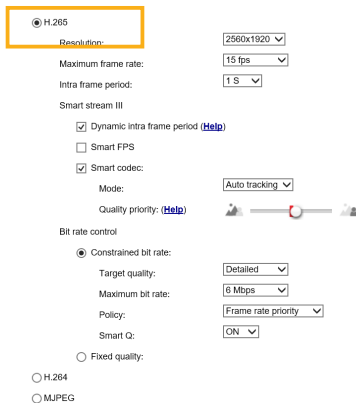 H.265
Resolution: 2560x1920
Maximum frame rate: 15 fps
Intra frame period: 1 S
Smart stream III
Dynamic intra frame period (Help)
Smart FPS
Smart codec:
Mode: Auto tracking
Quality priority: (Help)
Bit rate control
Constrained bit rate:
Target quality: Detailed
Maximum bit rate: 6 Mbps
Policy: Frame rate priority
Smart Q: ON
Fixed quality:
H.264
MJPEG